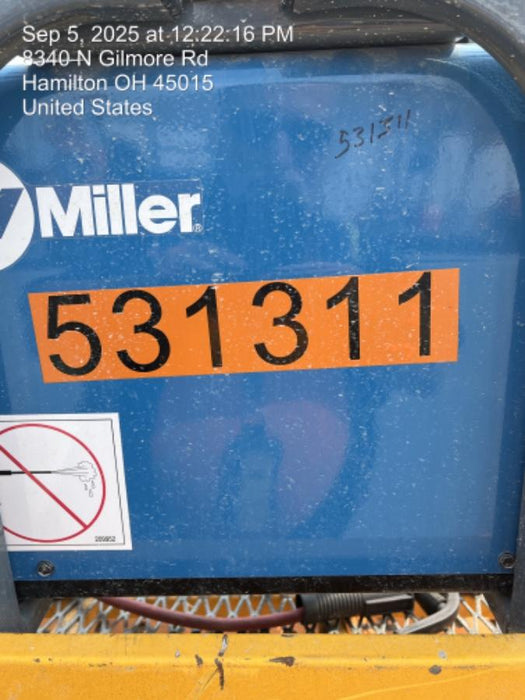 Sep 5, 2025 at 12:22:16 PM
8340 N Gilmore Rd
Hamilton OH 45015
United States
531311
Miller®
531311
209952